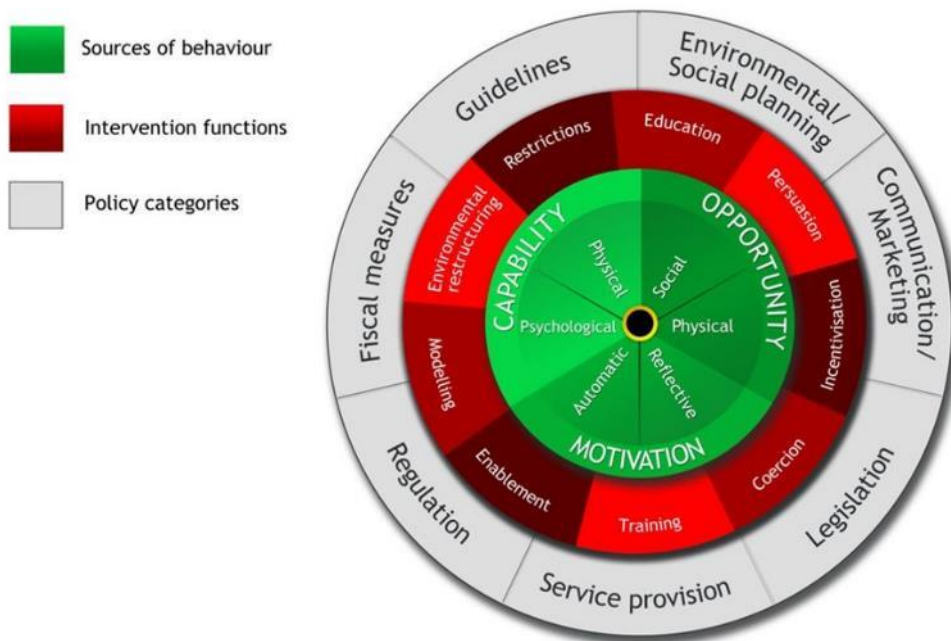 Sources of behaviour
Intervention functions
Policy categories
Guidelines
Environmental/
Social planning
Communication/
Marketing
Legislation
Service provision
Regulation
Fiscal measures
Restrictions
Education
Persuasion
Incentivisation
Coercion
Training
Enablement
Modelling
Environmental
restructuring
CAPABILITY
OPPORTUNITY
MOTIVATION
Physical
Social
Physical
Reflective
Automatic
Psychological